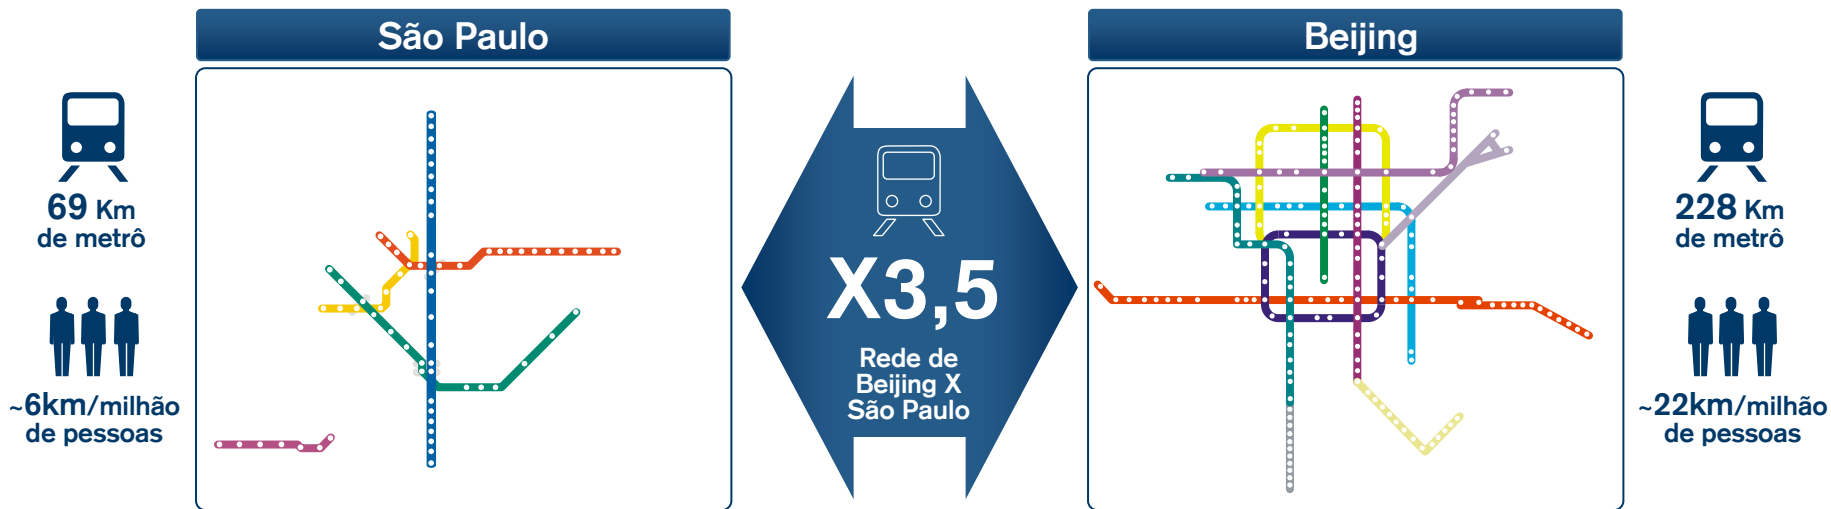 São Paulo
69 Km
de metrô
~6km/milhão
de pessoas
X3,5
Rede de
Beijing X
São Paulo
Beijing
228 Km
de metrô
~22km/milhão
de pessoas